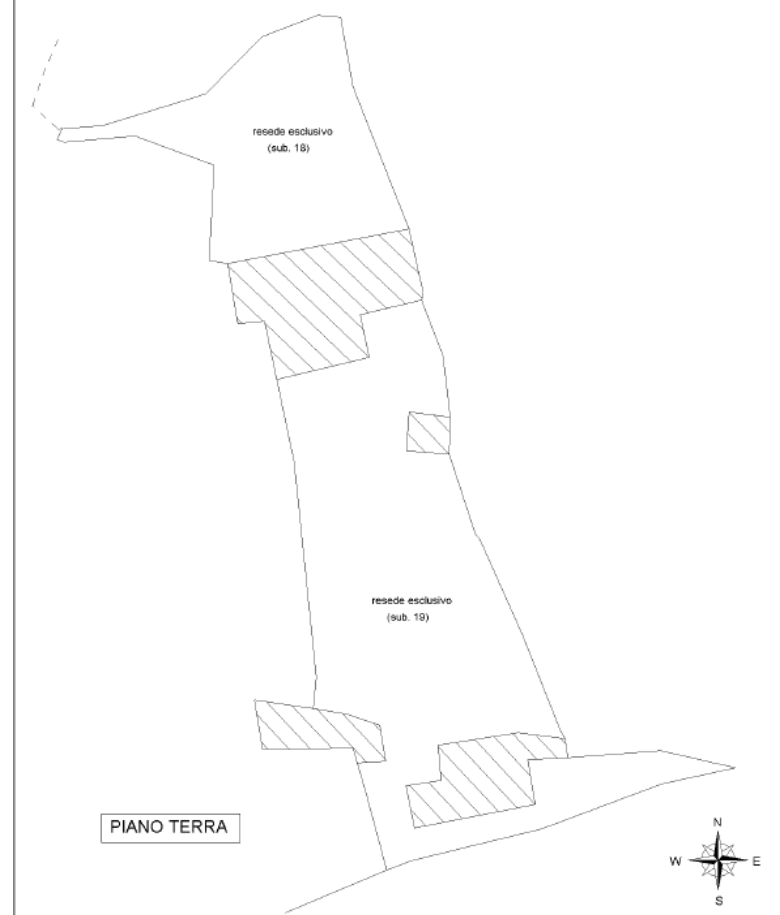 resede esclusivo
(sub. 18)
resede esclusivo
(sub. 19)
PIANO TERRA
N
W E
S